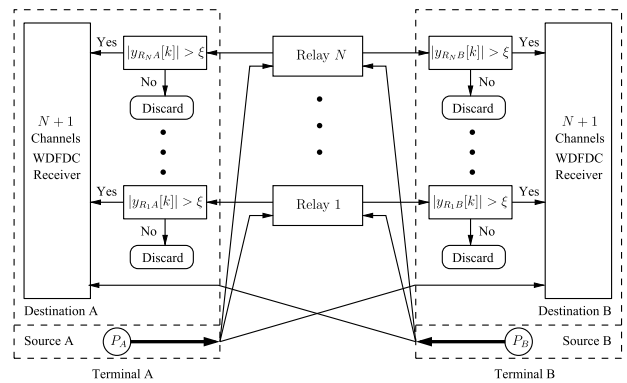 Yes
|y_{R_N A}[k]| > ξ
Relay N
|y_{R_N B}[k]| > ξ
Yes
No
No
Discard
Discard
N + 1
Channels
WDFDC
Receiver
N + 1
Channels
WDFDC
Receiver
Yes
|y_{R_1 A}[k]| > ξ
Relay 1
|y_{R_1 B}[k]| > ξ
Yes
No
No
Discard
Discard
Destination A
Destination B
Source A
P_A
P_B
Source B
Terminal A
Terminal B